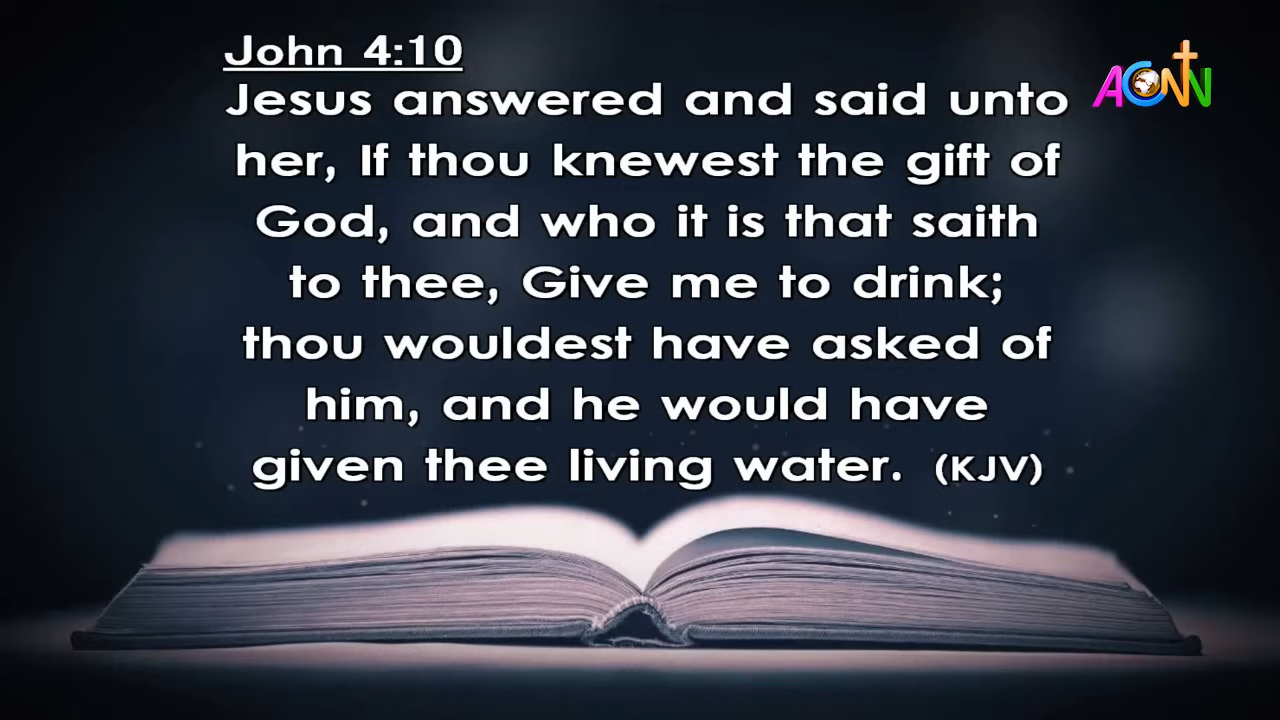 John 4:10
Jesus answered and said unto
her, If thou knewest the gift of
God, and who it is that saith
to thee, Give me to drink;
thou wouldest have asked of
him, and he would have
given thee living water. (KJV)
ACNN